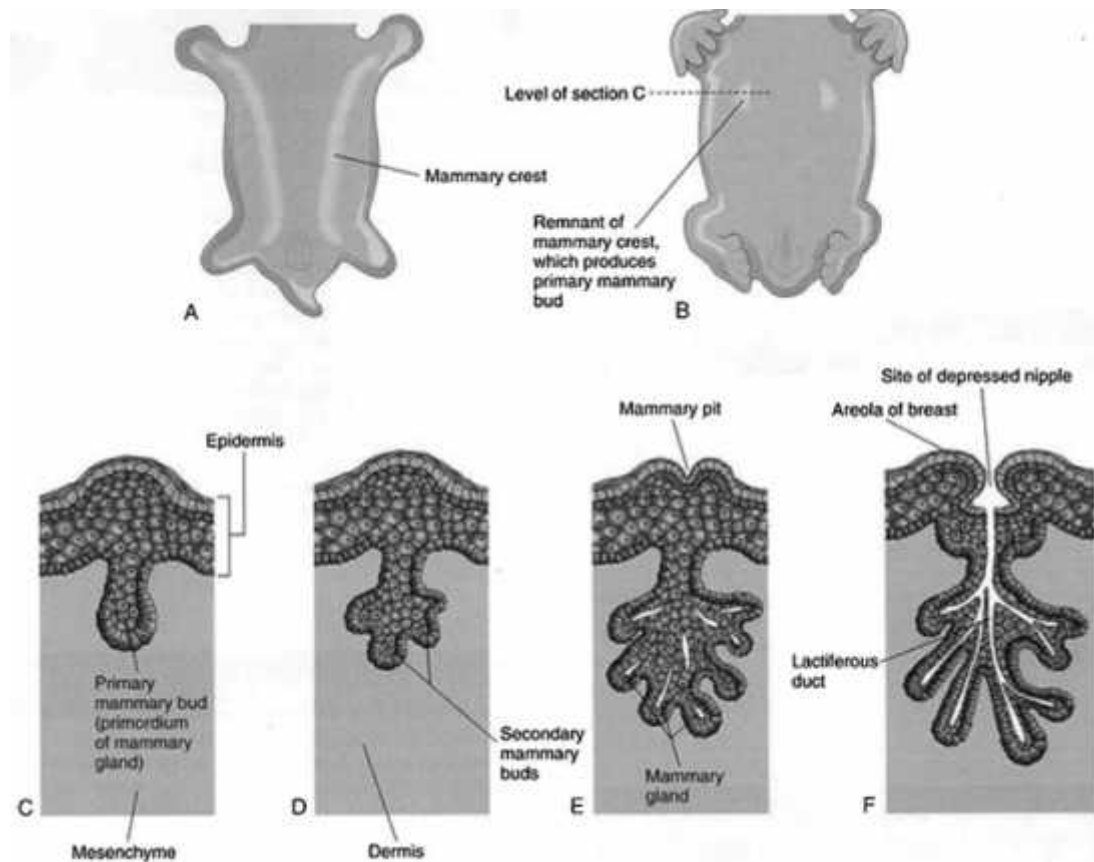 Level of section C
Mammary crest
Remnant of
mammary crest,
which produces
primary mammary
bud
A
B
Site of depressed nipple
Mammary pit
Areola of breast
Epidermis
Primary
mammary bud
(primordium
of mammary
gland)
Secondary
mammary
buds
Mammary
gland
Lactiferous
duct
C
D
E
F
Mesenchyme
Dermis